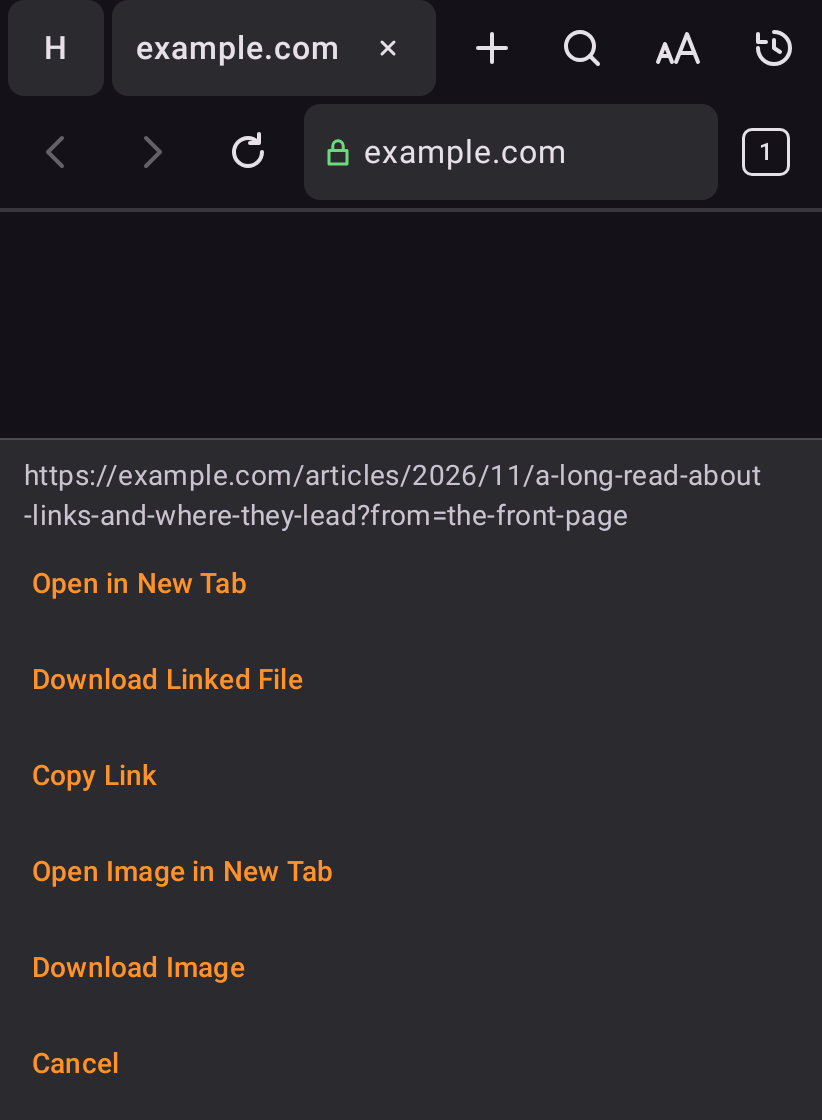 H
example.com
AA
example.com
1
https://example.com/articles/2026/11/a-long-read-about
-links-and-where-they-lead?from=the-front-page
Open in New Tab
Download Linked File
Copy Link
Open Image in New Tab
Download Image
Cancel